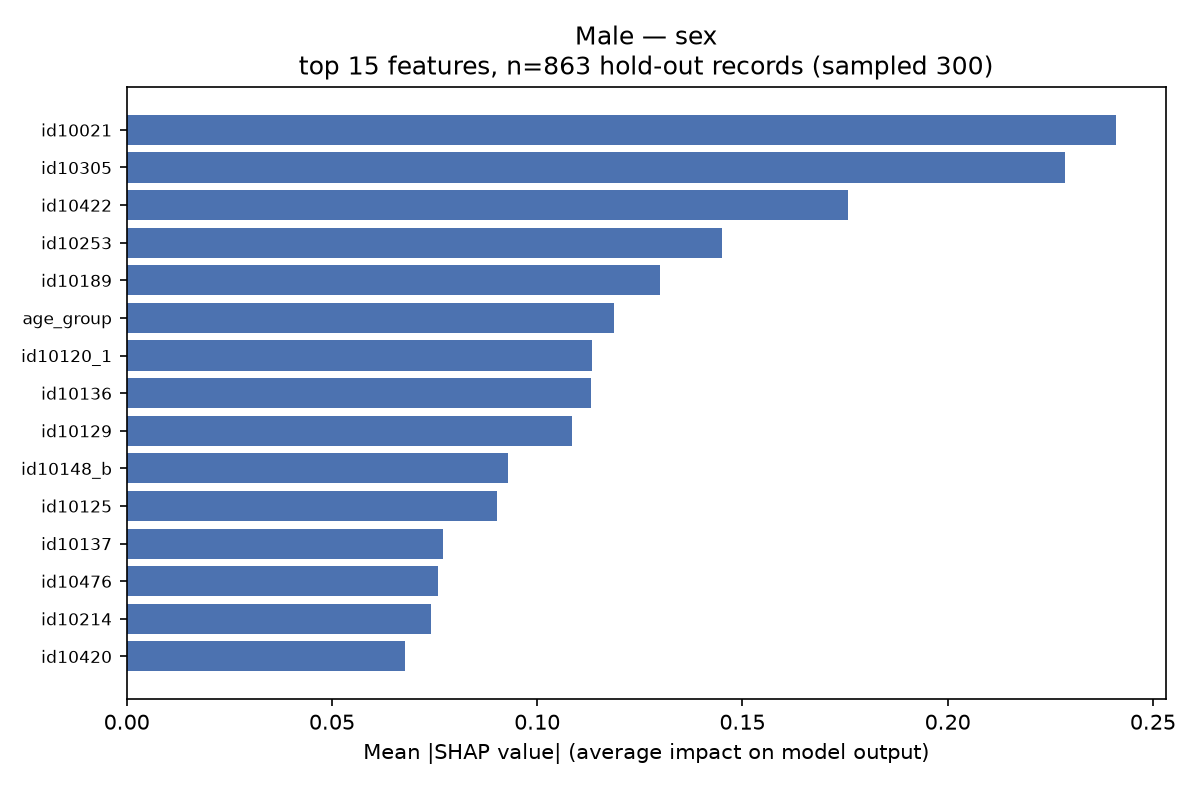 Male — sex
top 15 features, n=863 hold-out records (sampled 300)
id10021
id10305
id10422
id10253
id10189
age_group
id10120_1
id10136
id10129
id10148_b
id10125
id10137
id10476
id10214
id10420
0.00 0.05 0.10 0.15 0.20 0.25
Mean |SHAP value| (average impact on model output)